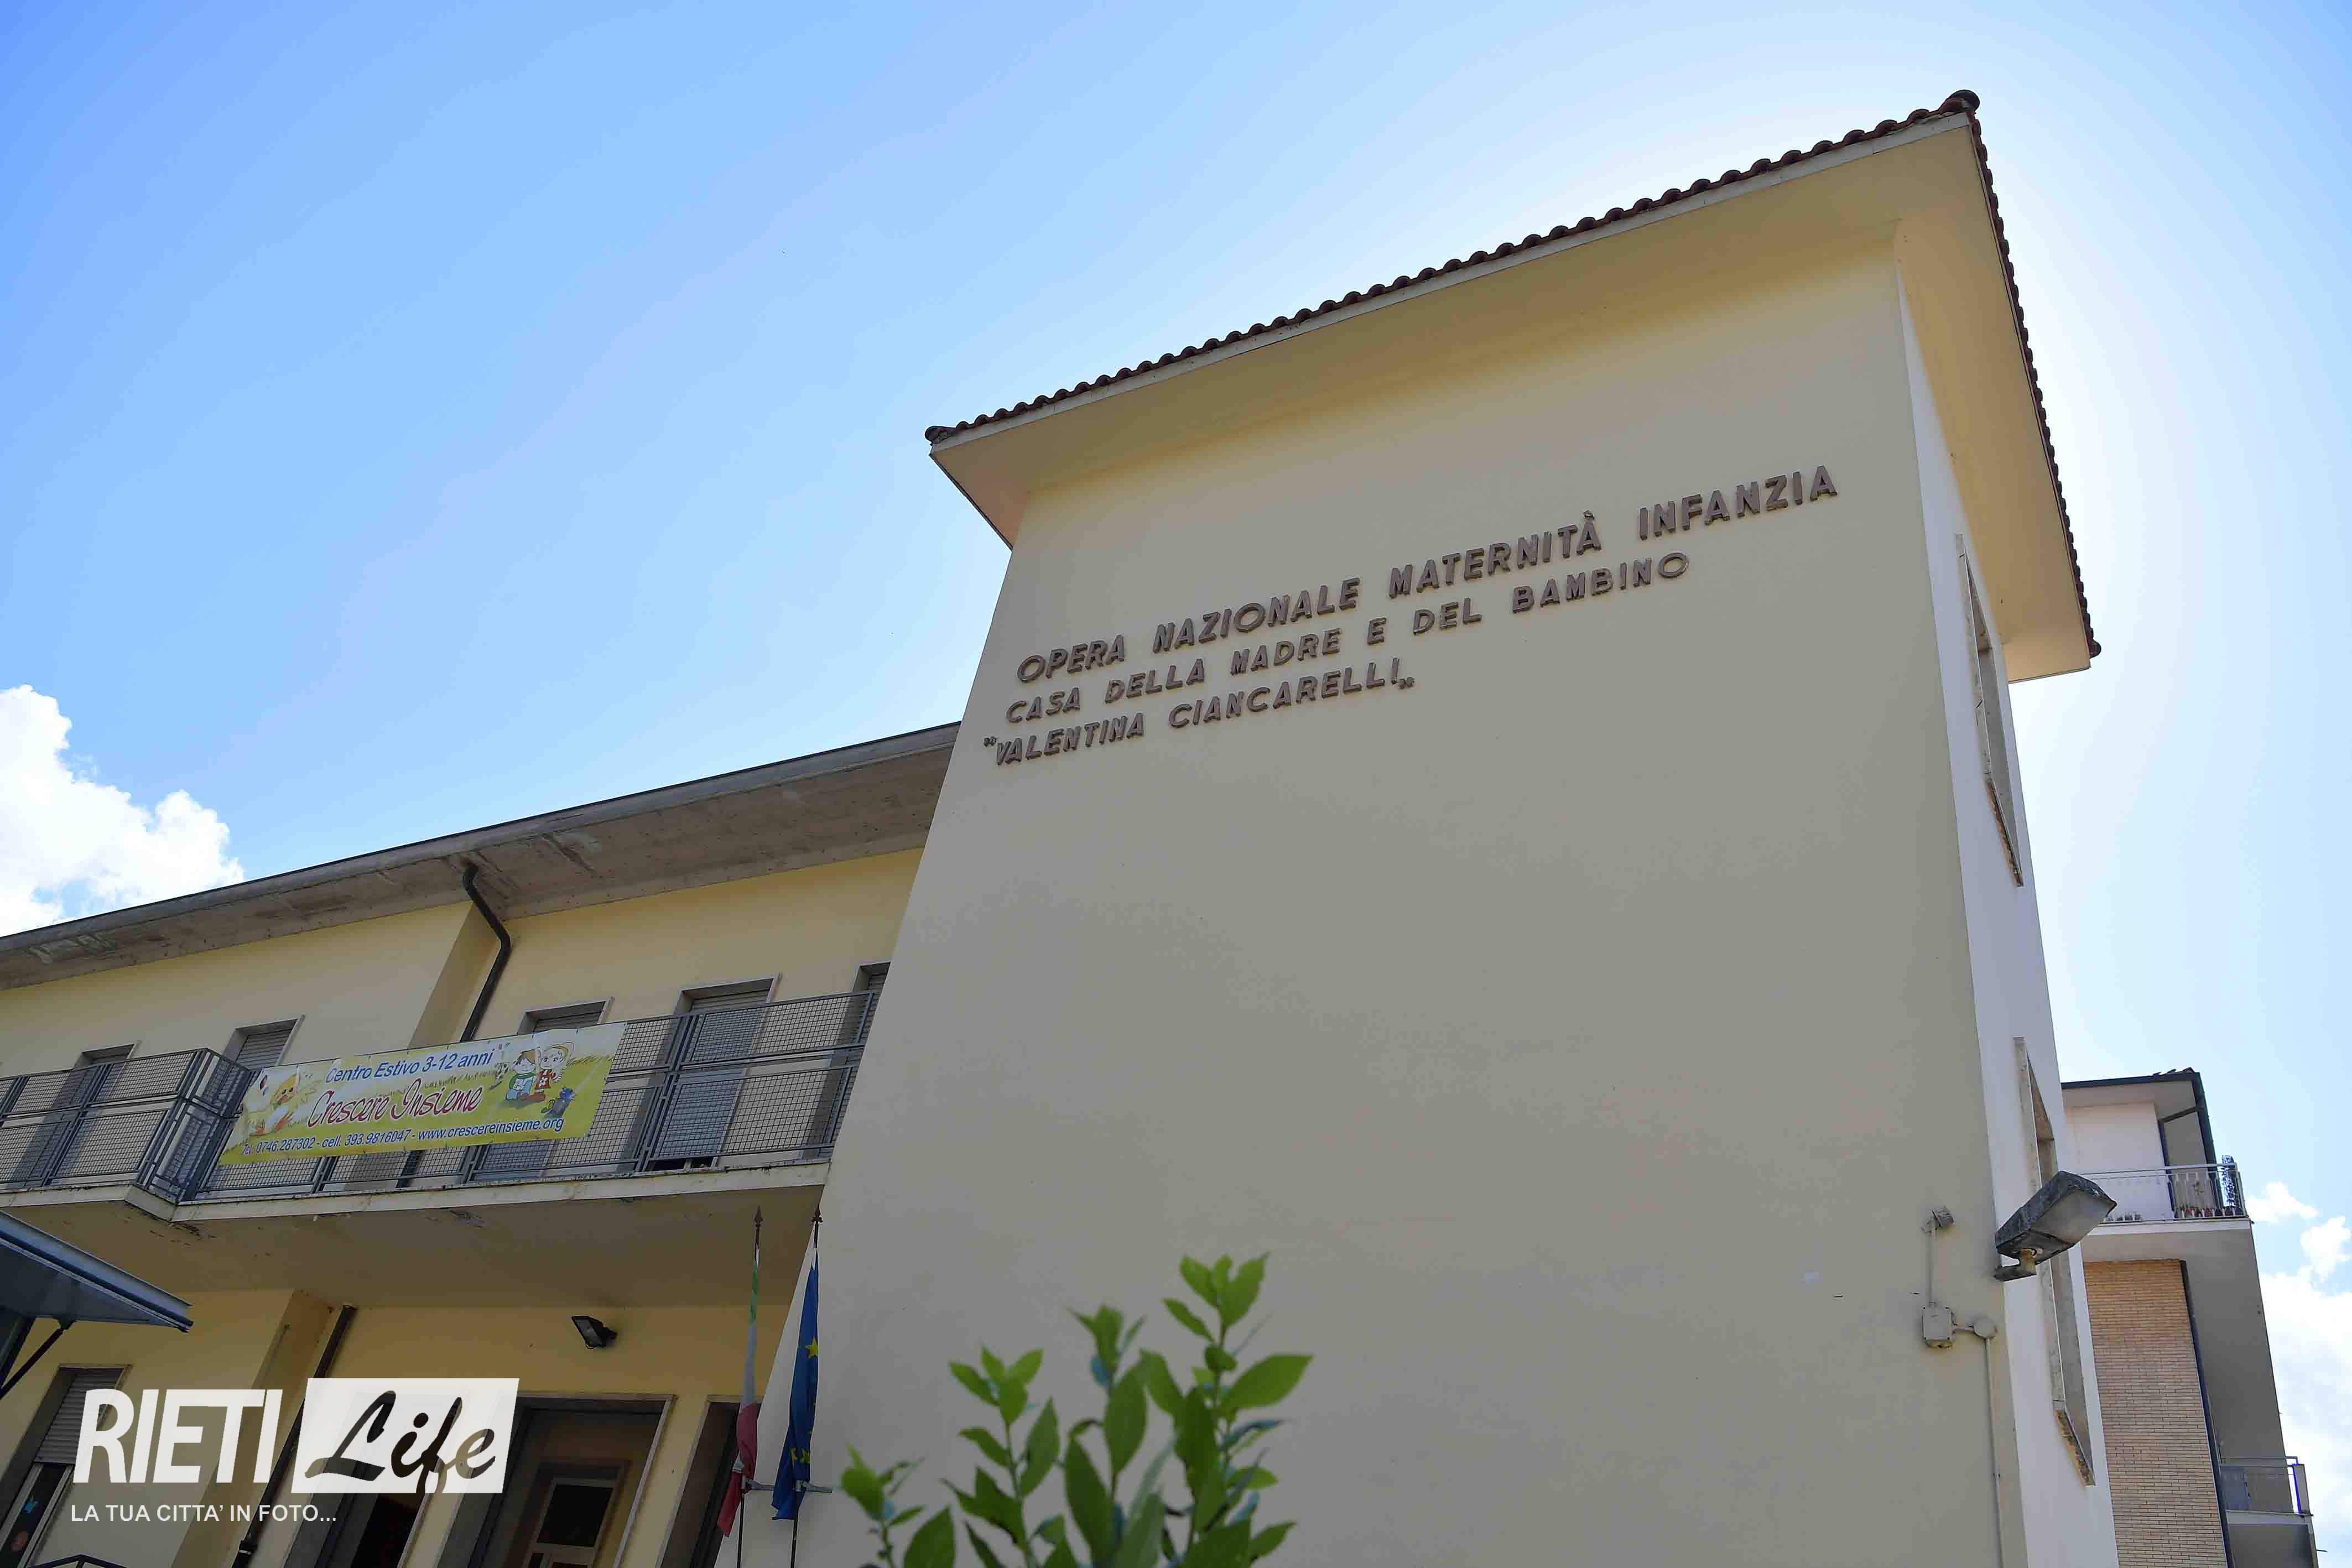 OPERA NAZIONALE MATERNITÀ INFANZIA
CASA DELLA MADRE E DEL BAMBINO
"VALENTINA CIANCARELLI"
Centro Estivo 3-12 anni
Crescere Insieme
Tel. 0746.287302 - cell. 393.9816047 - www.crescereinsieme.org
RIETI Life
LA TUA CITTA' IN FOTO...